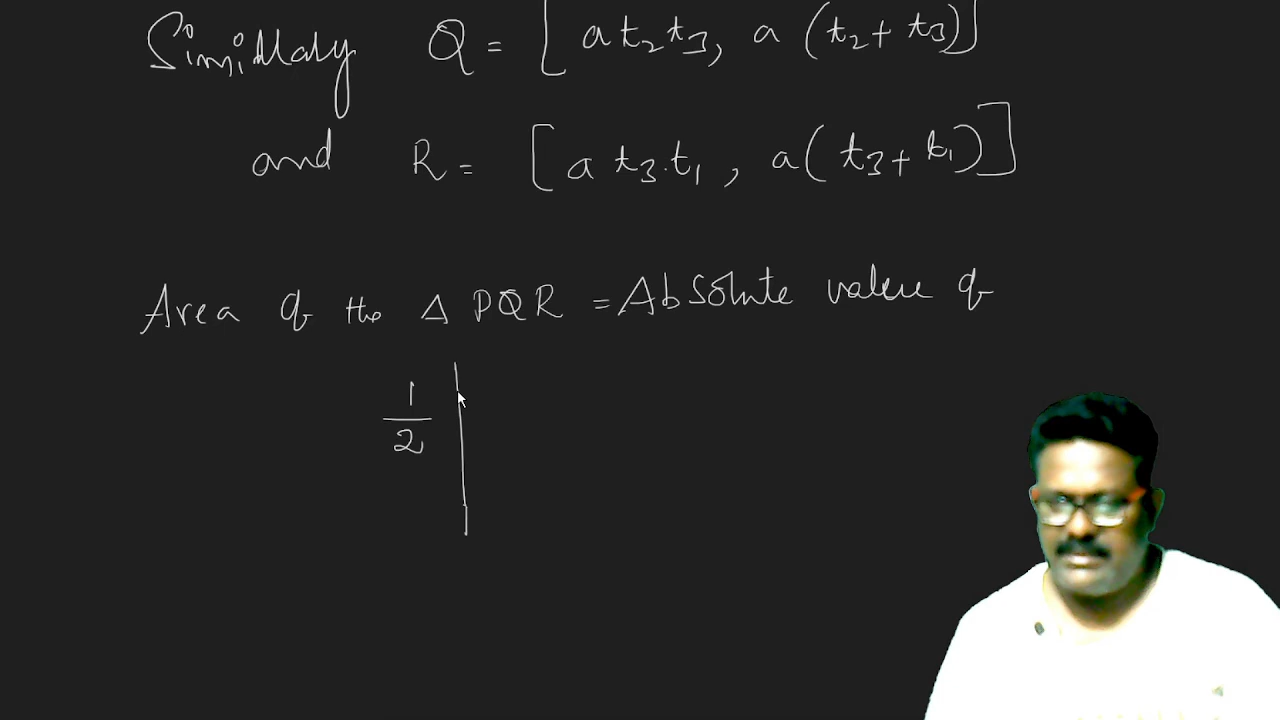 Similarly Q = [at₂t₃, a(t₂+t₃)]
and R = [at₃.t₁, a(t₃+t₁)]
Area of the Δ PQR = Absolute value of
1/2 |